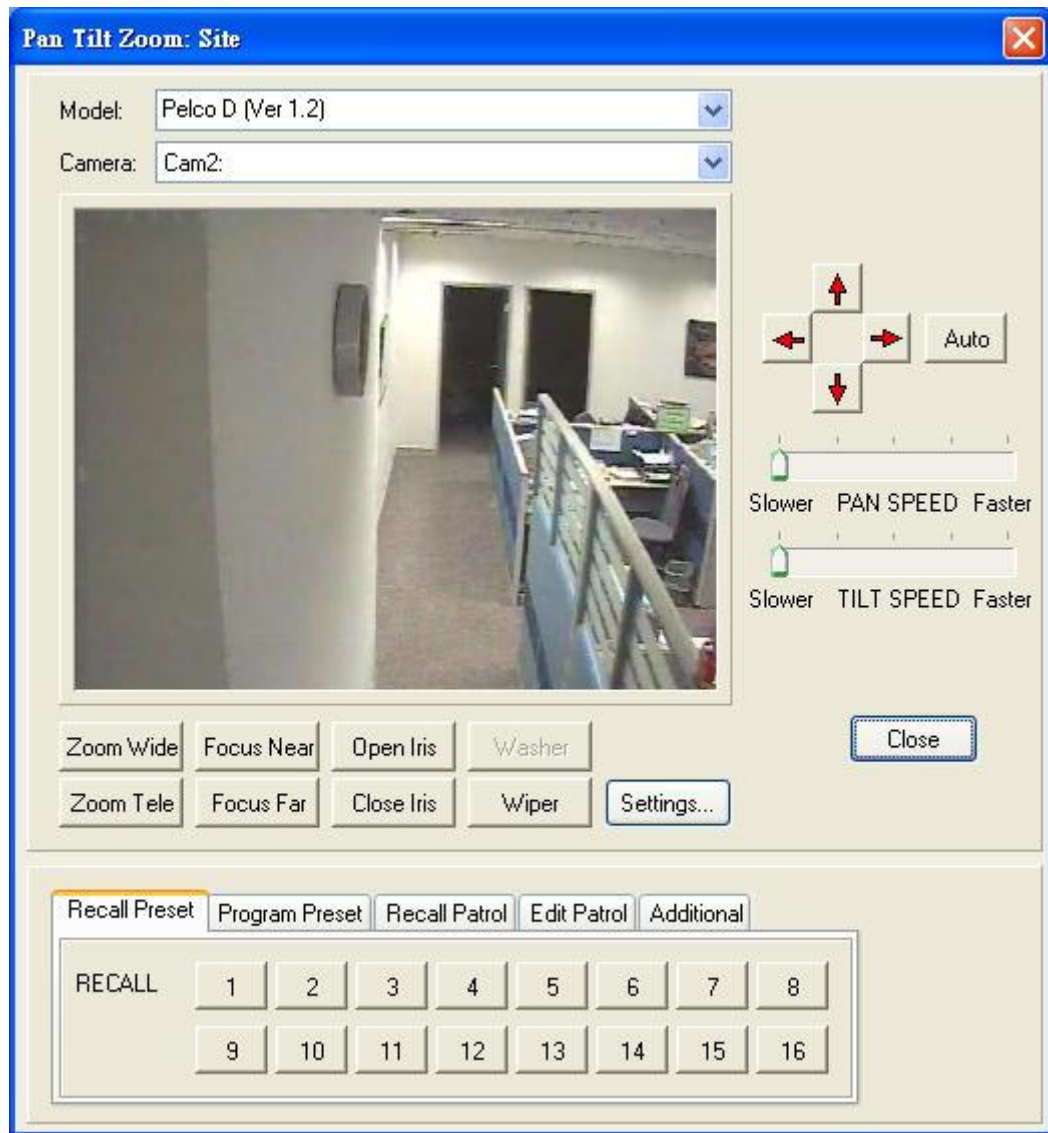 Pan Tilt Zoom: Site
Model: Pelco D (Ver 1.2)
Camera: Cam2:
Auto
Slower PAN SPEED Faster
Slower TILT SPEED Faster
Zoom Wide Focus Near Open Iris Washer
Close
Zoom Tele Focus Far Close Iris Wiper Settings...
Recall Preset Program Preset Recall Patrol Edit Patrol Additional
RECALL 1 2 3 4 5 6 7 8
9 10 11 12 13 14 15 16